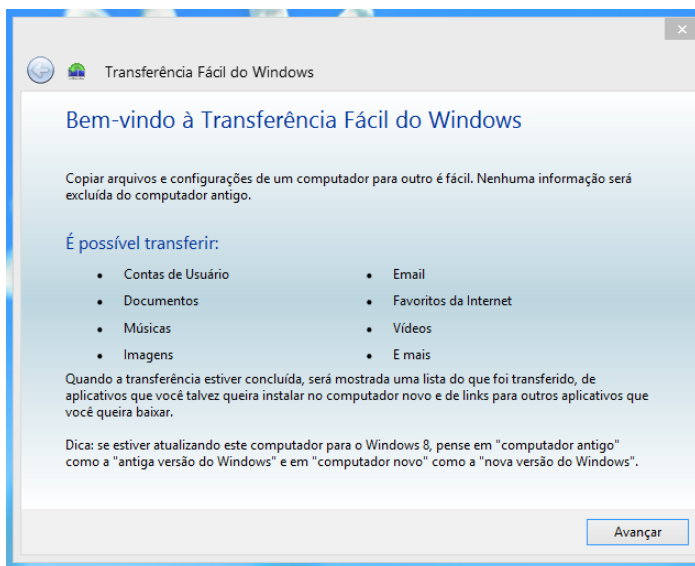 Transferência Fácil do Windows
Bem-vindo à Transferência Fácil do Windows
Copiar arquivos e configurações de um computador para outro é fácil. Nenhuma informação será
excluída do computador antigo.
É possível transferir:
• Contas de Usuário
• Documentos
• Músicas
• Imagens
• Email
• Favoritos da Internet
• Vídeos
• E mais
Quando a transferência estiver concluída, será mostrada uma lista do que foi transferido, de
aplicativos que você talvez queira instalar no computador novo e de links para outros aplicativos que
você queira baixar.
Dica: se estiver atualizando este computador para o Windows 8, pense em "computador antigo"
como a "antiga versão do Windows" e em "computador novo" como a "nova versão do Windows".
Avançar